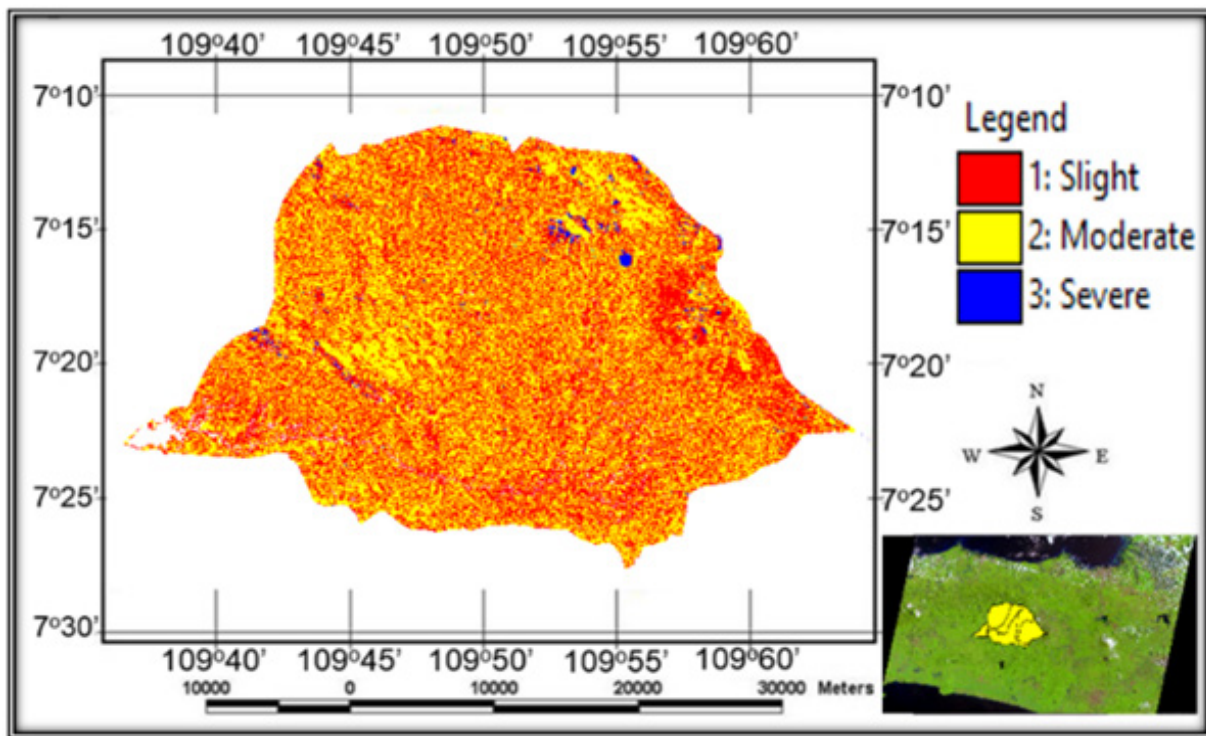 109º40’ 109º45’ 109º50’ 109º55’ 109º60’
7º10’ 7º10’
Legend
1: Slight
2: Moderate
3: Severe
7º15’ 7º15’
7º20’ 7º20’
N
W E
S
7º25’ 7º25’
7º30’ 7º30’
109º40’ 109º45’ 109º50’ 109º55’ 109º60’
10000 0 10000 20000 30000 Meters